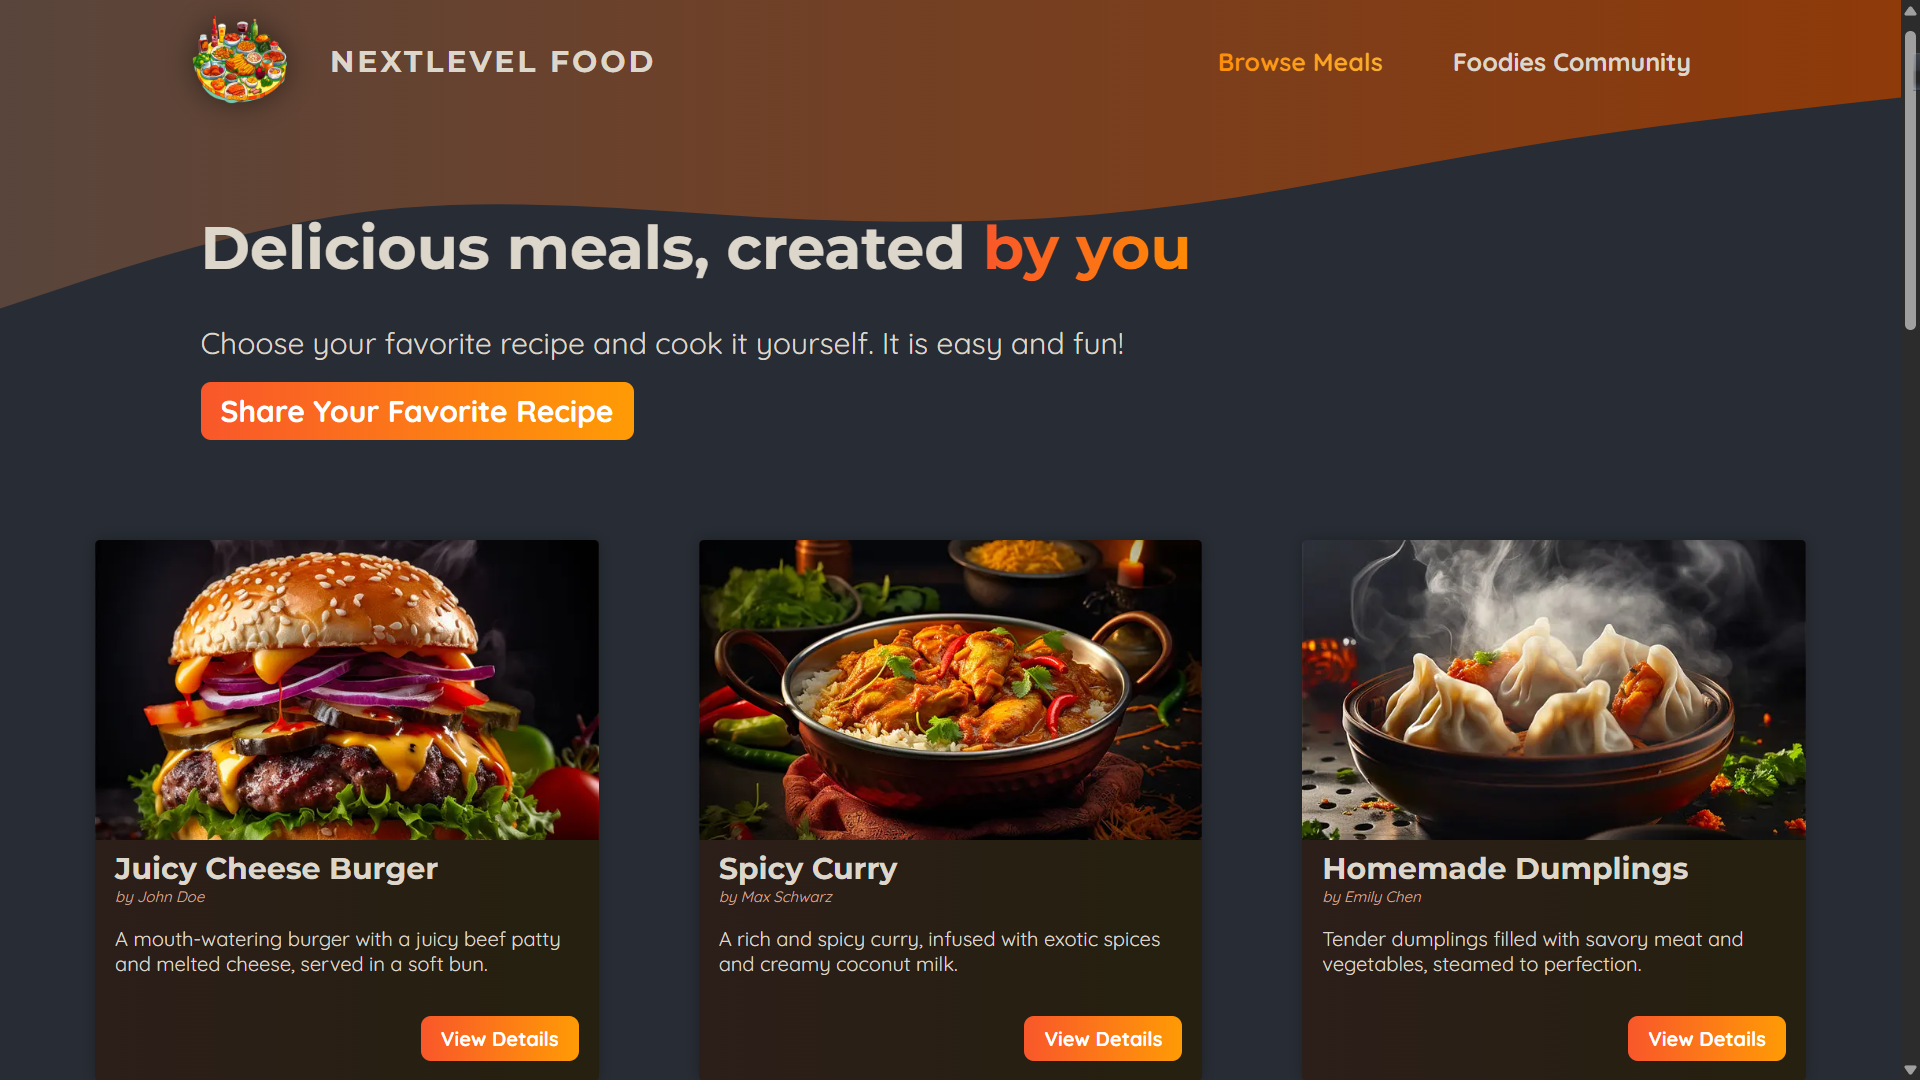 NEXTLEVEL FOOD
Browse Meals
Foodies Community
Delicious meals, created by you
Choose your favorite recipe and cook it yourself. It is easy and fun!
Share Your Favorite Recipe
Juicy Cheese Burger
by John Doe
A mouth-watering burger with a juicy beef patty
and melted cheese, served in a soft bun.
View Details
Spicy Curry
by Max Schwarz
A rich and spicy curry, infused with exotic spices
and creamy coconut milk.
View Details
Homemade Dumplings
by Emily Chen
Tender dumplings filled with savory meat and
vegetables, steamed to perfection.
View Details